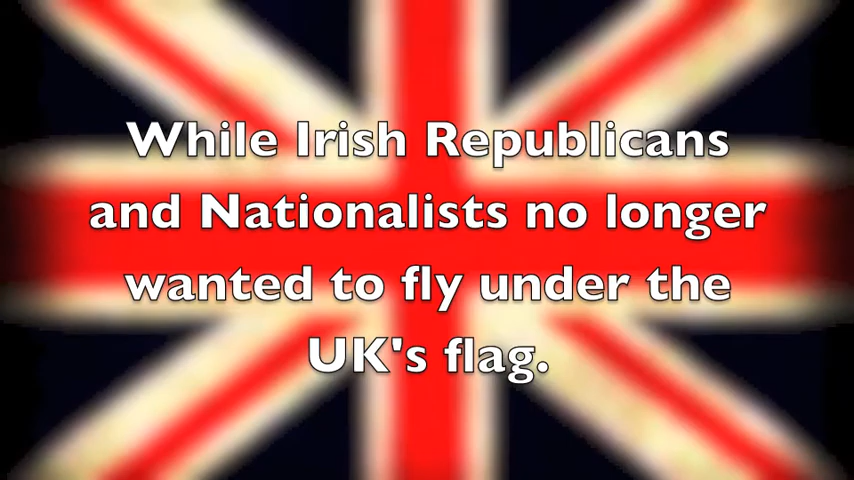 While Irish Republicans
and Nationalists no longer
wanted to fly under the
UK's flag.